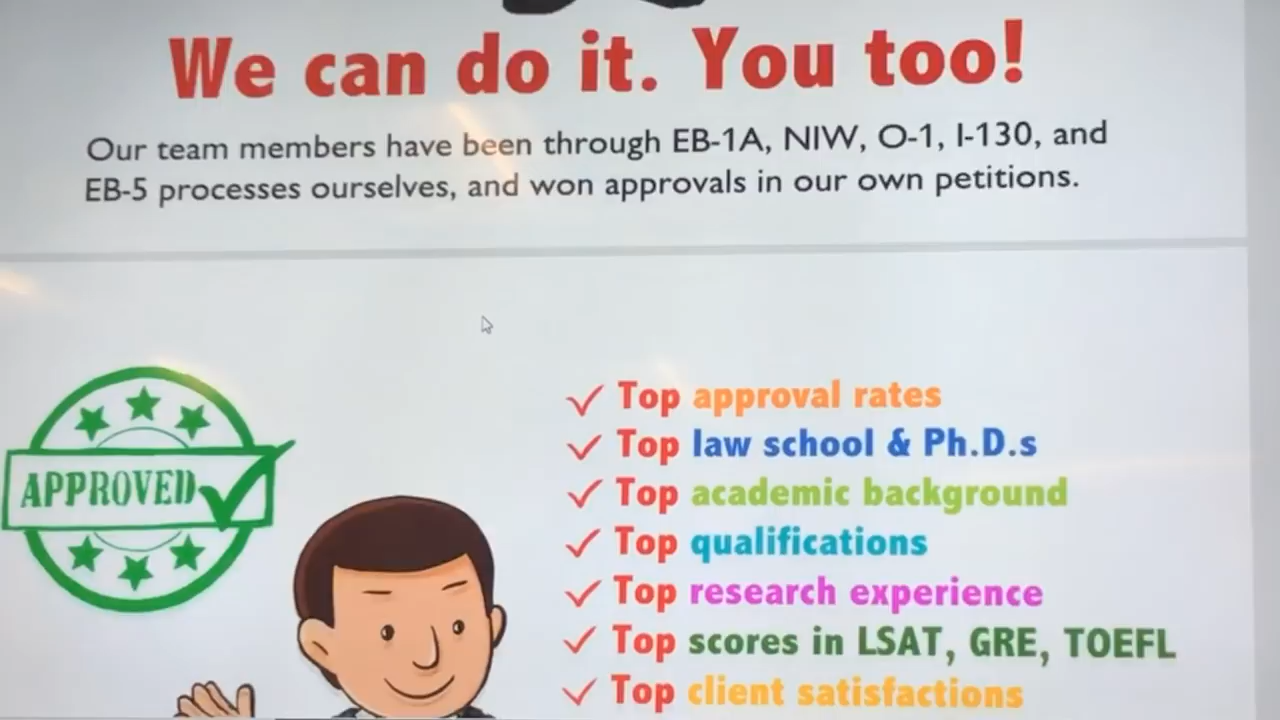 We can do it. You too!
Our team members have been through EB-1A, NIW, O-1, I-130, and
EB-5 processes ourselves, and won approvals in our own petitions.
APPROVED
Top approval rates
Top law school & Ph.D.s
Top academic background
Top qualifications
Top research experience
Top scores in LSAT, GRE, TOEFL
Top client satisfactions